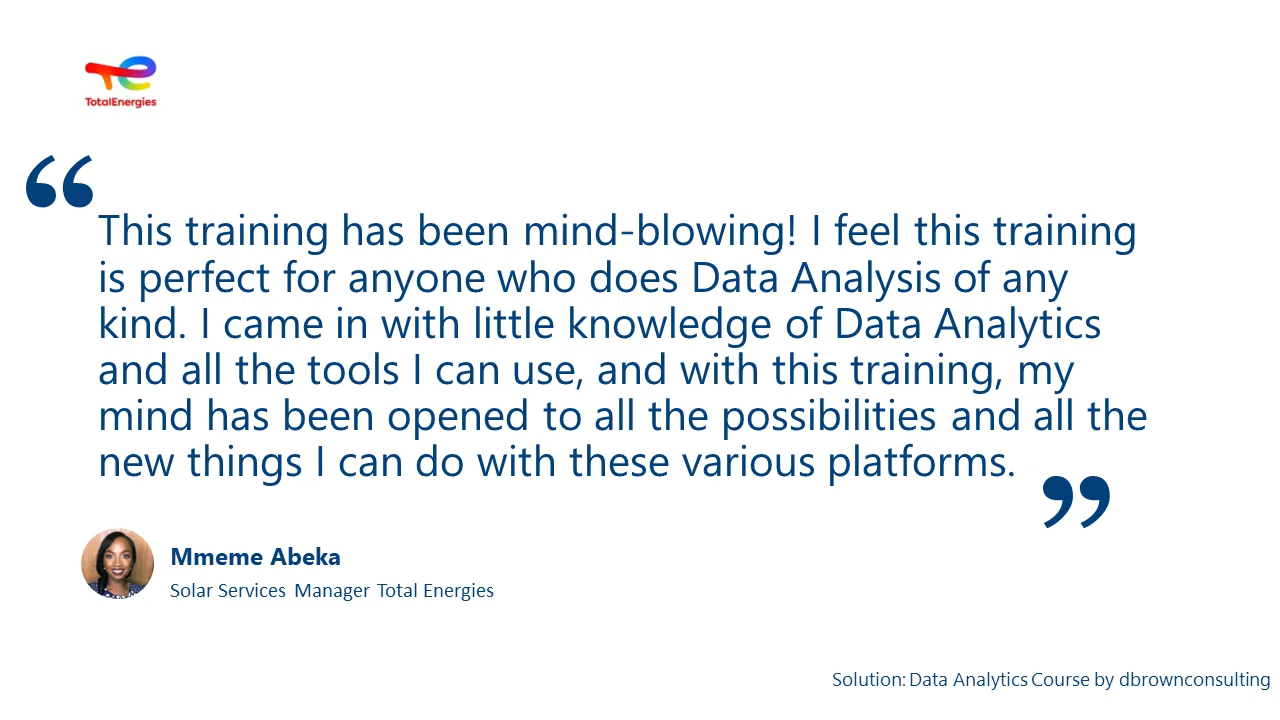 TotalEnergies
“
This training has been mind-blowing! I feel this training
is perfect for anyone who does Data Analysis of any
kind. I came in with little knowledge of Data Analytics
and all the tools I can use, and with this training, my
mind has been opened to all the possibilities and all the
new things I can do with these various platforms.
”
Mmeme Abeka
Solar Services Manager Total Energies
Solution: Data Analytics Course by dbrownconsulting